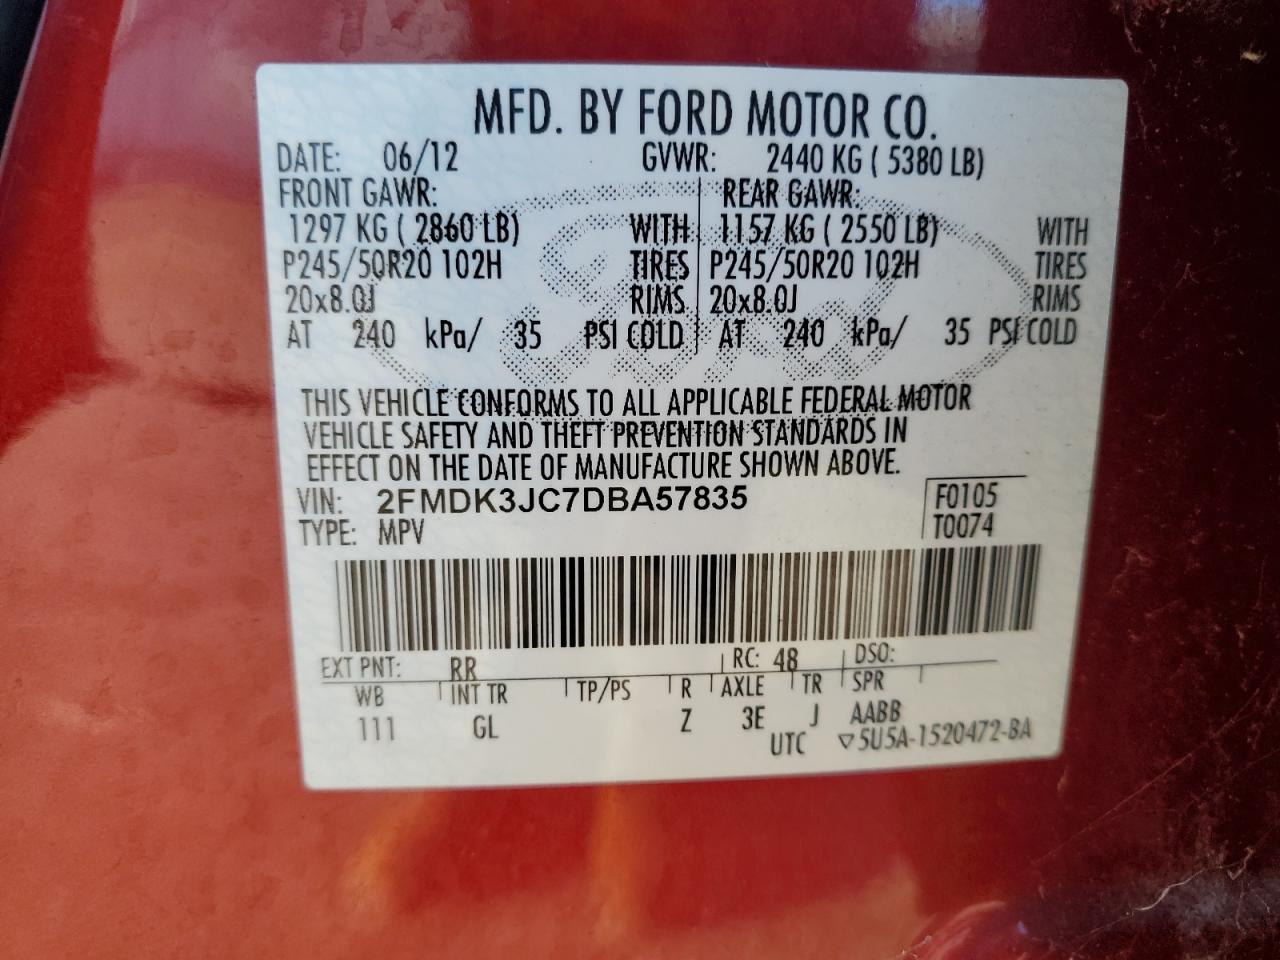 MFD. BY FORD MOTOR CO.
DATE: 06/12 GVWR: 2440 KG ( 5380 LB)
FRONT GAWR: REAR GAWR:
1297 KG ( 2860 LB) WITH 1157 KG ( 2550 LB) WITH
P245/50R20 102H TIRES P245/50R20 102H TIRES
20x8.0J RIMS 20x8.0J RIMS
AT 240 kPa/ 35 PSI COLD AT 240 kPa/ 35 PSI COLD
THIS VEHICLE CONFORMS TO ALL APPLICABLE FEDERAL MOTOR
VEHICLE SAFETY AND THEFT PREVENTION STANDARDS IN
EFFECT ON THE DATE OF MANUFACTURE SHOWN ABOVE.
VIN: 2FMDK3JC7DBA57835 F0105
TYPE: MPV T0074
EXT PNT: RR RC: 48 DSO:
WB INT TR TP/PS R AXLE TR SPR
111 GL Z 3E J AABB
UTC ▽5U5A-1520472-BA